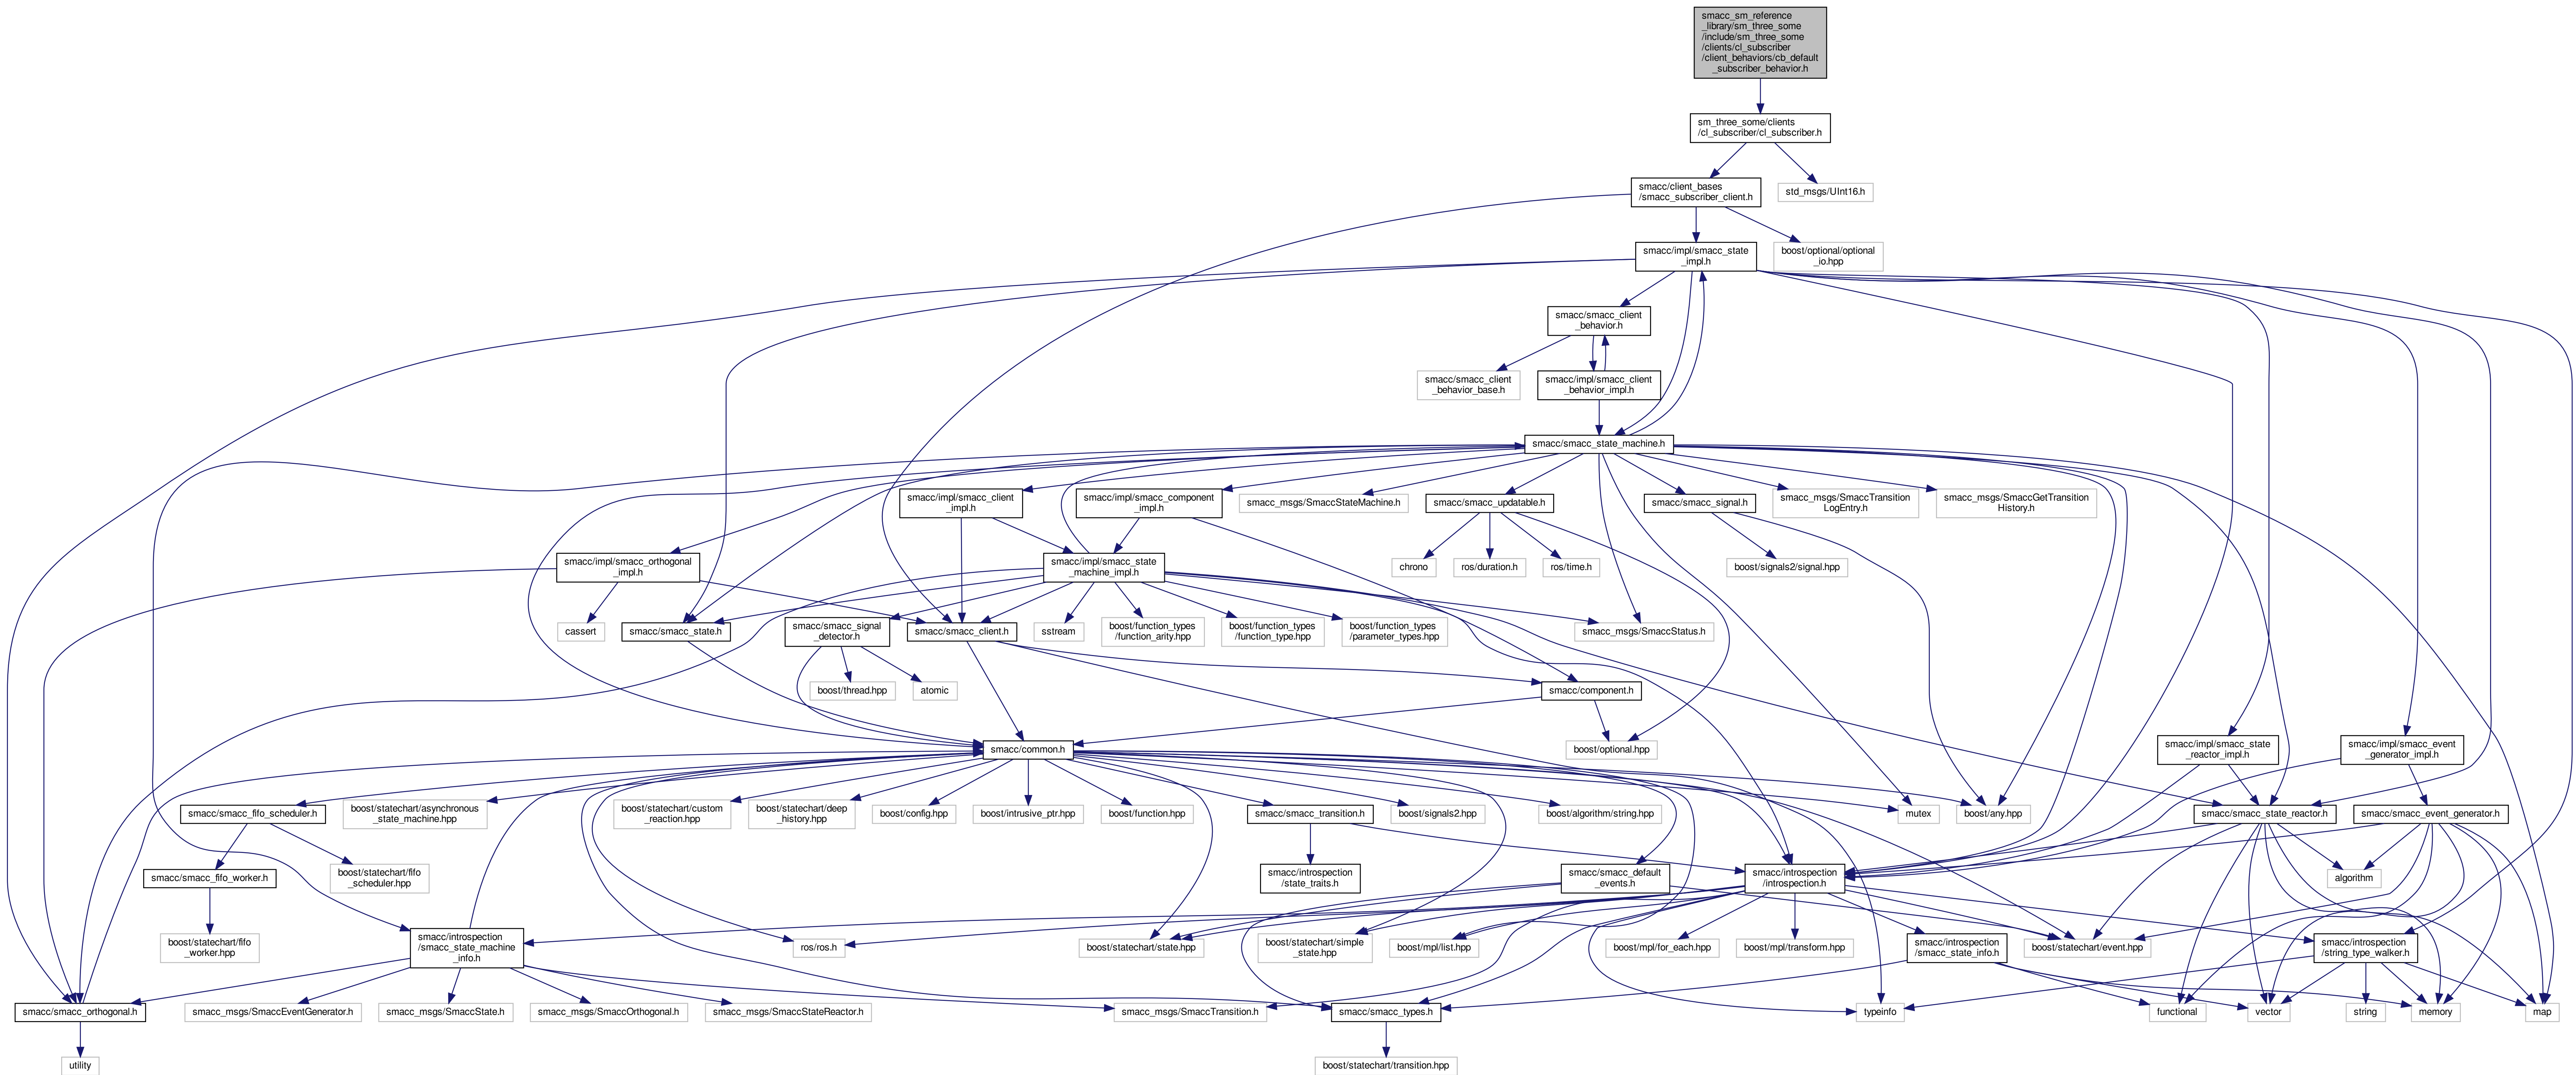 smacc_sm_reference
_library/sm_three_some
/include/sm_three_some
/clients/cl_subscriber
/client_behaviors/cb_default
_subscriber_behavior.h
sm_three_some/clients
/cl_subscriber/cl_subscriber.h
smacc/client_bases
/smacc_subscriber_client.h
std_msgs/UInt16.h
smacc/impl/smacc_state
_impl.h
boost/optional/optional
_io.hpp
smacc/smacc_client
_behavior.h
smacc/smacc_client
_behavior_base.h
smacc/impl/smacc_client
_behavior_impl.h
smacc/smacc_state_machine.h
smacc/impl/smacc_client
_impl.h
smacc/impl/smacc_component
_impl.h
smacc_msgs/SmaccStateMachine.h
smacc/smacc_updatable.h
smacc/smacc_signal.h
smacc_msgs/SmaccTransition
LogEntry.h
smacc_msgs/SmaccGetTransition
History.h
smacc/impl/smacc_orthogonal
_impl.h
smacc/impl/smacc_state
_machine_impl.h
chrono
ros/duration.h
ros/time.h
boost/signals2/signal.hpp
cassert
smacc/smacc_state.h
smacc/smacc_signal
_detector.h
smacc/smacc_client.h
sstream
boost/function_types
/function_arity.hpp
boost/function_types
/function_type.hpp
boost/function_types
/parameter_types.hpp
smacc_msgs/SmaccStatus.h
boost/thread.hpp
atomic
smacc/component.h
smacc/common.h
boost/optional.hpp
smacc/impl/smacc_state
_reactor_impl.h
smacc/impl/smacc_event
_generator_impl.h
smacc/smacc_fifo_scheduler.h
boost/statechart/asynchronous
_state_machine.hpp
boost/statechart/custom
_reaction.hpp
boost/statechart/deep
_history.hpp
boost/config.hpp
boost/intrusive_ptr.hpp
boost/function.hpp
smacc/smacc_transition.h
boost/signals2.hpp
boost/algorithm/string.hpp
mutex
boost/any.hpp
smacc/smacc_state_reactor.h
smacc/smacc_event_generator.h
smacc/smacc_fifo_worker.h
boost/statechart/fifo
_scheduler.hpp
smacc/introspection
/state_traits.h
smacc/smacc_default
_events.h
smacc/introspection
/introspection.h
algorithm
boost/statechart/fifo
_worker.hpp
smacc/introspection
/smacc_state_machine
_info.h
ros/ros.h
boost/statechart/state.hpp
boost/statechart/simple
_state.hpp
boost/mpl/list.hpp
boost/mpl/for_each.hpp
boost/mpl/transform.hpp
smacc/introspection
/smacc_state_info.h
boost/statechart/event.hpp
smacc/introspection
/string_type_walker.h
smacc/smacc_orthogonal.h
smacc_msgs/SmaccEventGenerator.h
smacc_msgs/SmaccState.h
smacc_msgs/SmaccOrthogonal.h
smacc_msgs/SmaccStateReactor.h
smacc_msgs/SmaccTransition.h
smacc/smacc_types.h
typeinfo
functional
vector
string
memory
map
utility
boost/statechart/transition.hpp